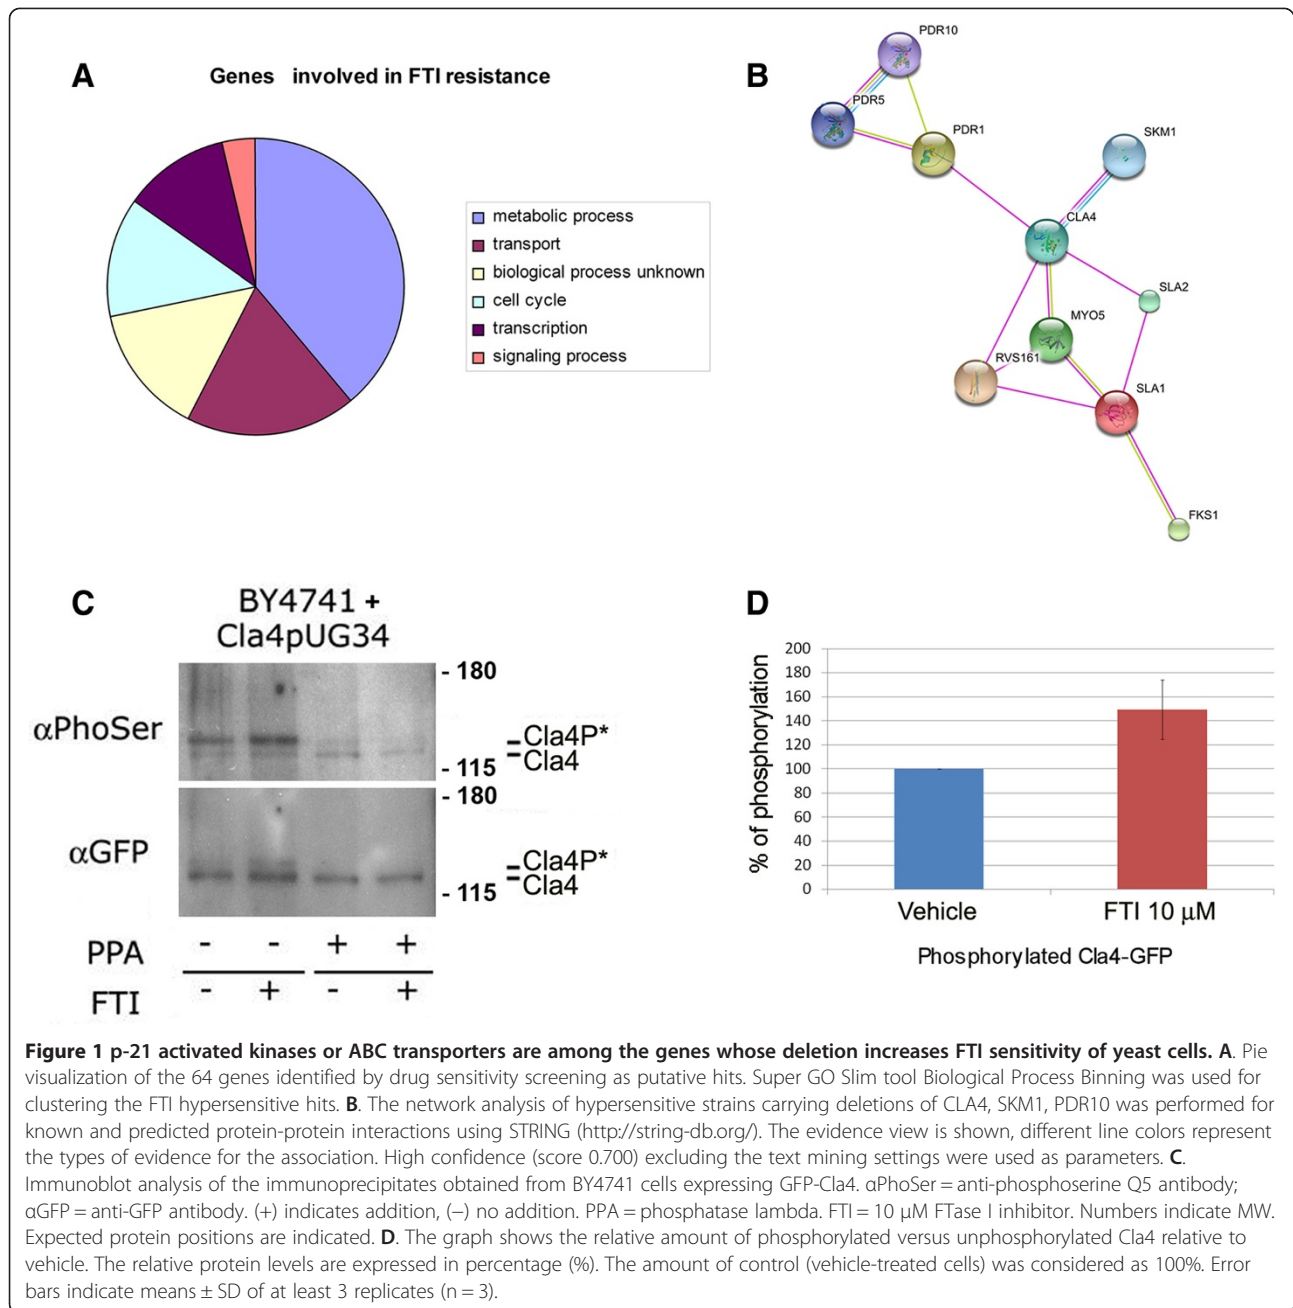 A
Genes involved in FTI resistance
metabolic process
transport
biological process unknown
cell cycle
transcription
signaling process
B
PDR10
PDR5
PDR1
SKM1
CLA4
SLA2
MYO5
RVS161
SLA1
FKS1
C
BY4741 +
Cla4pUG34
αPhoSer
- 180
Cla4P*
Cla4
- 115
αGFP
- 180
Cla4P*
Cla4
- 115
PPA - - + +
FTI - + - +
D
% of phosphorylation
200
180
160
140
120
100
80
60
40
20
0
Vehicle
FTI 10 µM
Phosphorylated Cla4-GFP
Figure 1 p-21 activated kinases or ABC transporters are among the genes whose deletion increases FTI sensitivity of yeast cells. A. Pie
visualization of the 64 genes identified by drug sensitivity screening as putative hits. Super GO Slim tool Biological Process Binning was used for
clustering the FTI hypersensitive hits. B. The network analysis of hypersensitive strains carrying deletions of CLA4, SKM1, PDR10 was performed for
known and predicted protein-protein interactions using STRING (http://string-db.org/). The evidence view is shown, different line colors represent
the types of evidence for the association. High confidence (score 0.700) excluding the text mining settings were used as parameters. C.
Immunoblot analysis of the immunoprecipitates obtained from BY4741 cells expressing GFP-Cla4. αPhoSer = anti-phosphoserine Q5 antibody;
αGFP = anti-GFP antibody. (+) indicates addition, (−) no addition. PPA = phosphatase lambda. FTI = 10 µM FTase I inhibitor. Numbers indicate MW.
Expected protein positions are indicated. D. The graph shows the relative amount of phosphorylated versus unphosphorylated Cla4 relative to
vehicle. The relative protein levels are expressed in percentage (%). The amount of control (vehicle-treated cells) was considered as 100%. Error
bars indicate means ± SD of at least 3 replicates (n = 3).